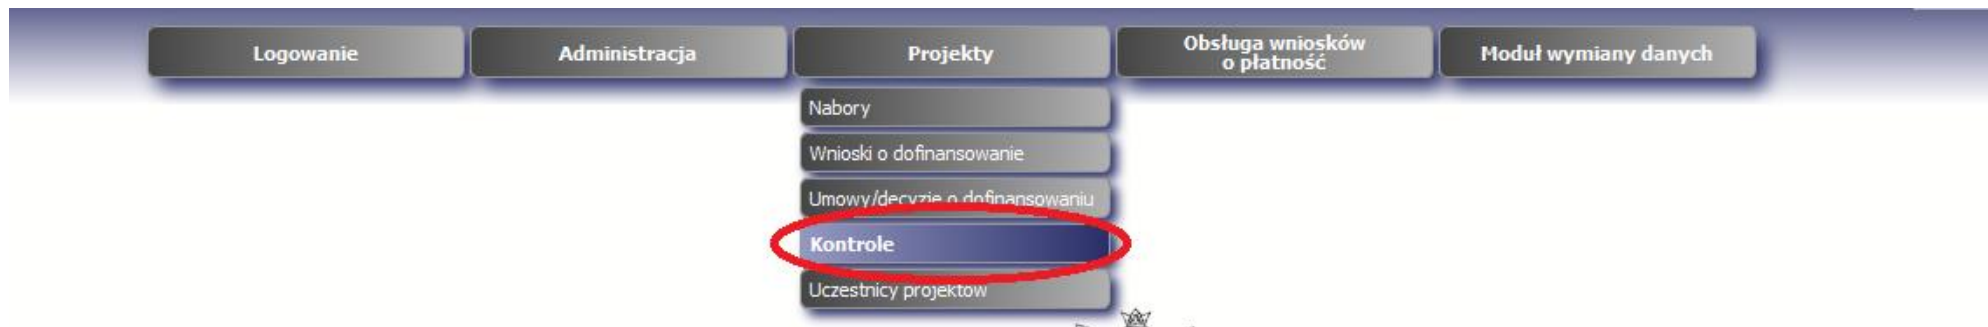 Logowanie
Administracja
Projekty
Obsługa wniosków
o płatność
Moduł wymiany danych
Nabory
Wnioski o dofinansowanie
Umowy/decyzje o dofinansowaniu
Kontrole
Uczestnicy projektów